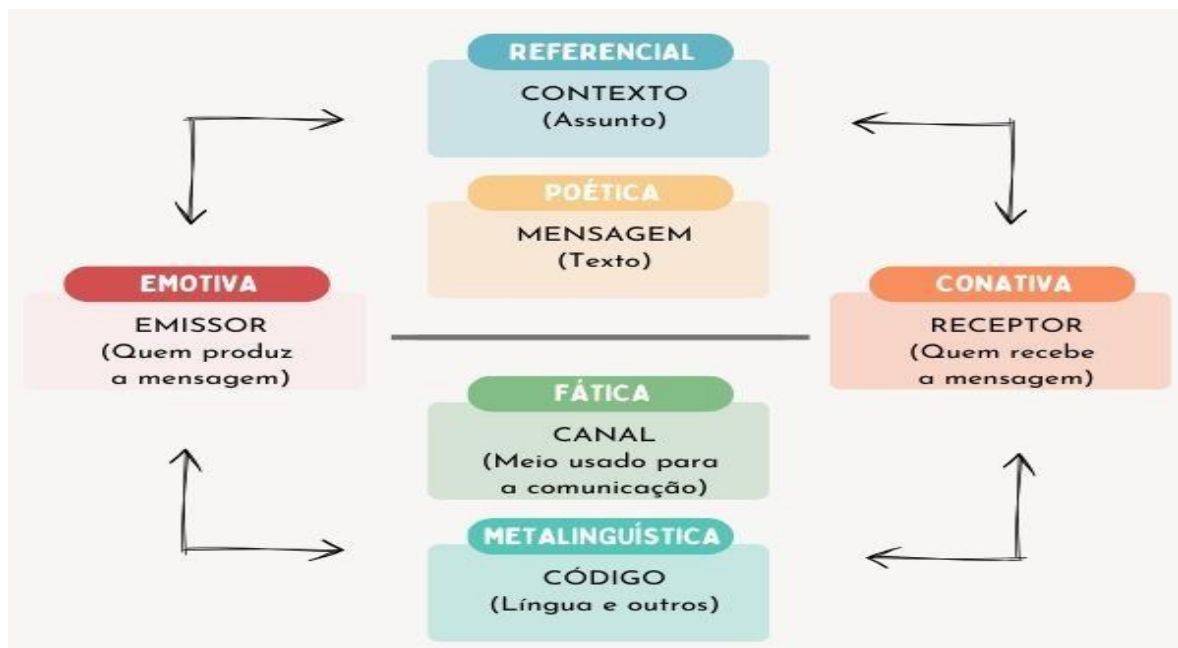 REFERENCIAL
CONTEXTO
(Assunto)
POÉTICA
MENSAGEM
(Texto)
EMOTIVA
EMISSOR
(Quem produz
a mensagem)
CONATIVA
RECEPTOR
(Quem recebe
a mensagem)
FÁTICA
CANAL
(Meio usado para
a comunicação)
METALINGUÍSTICA
CÓDIGO
(Língua e outros)